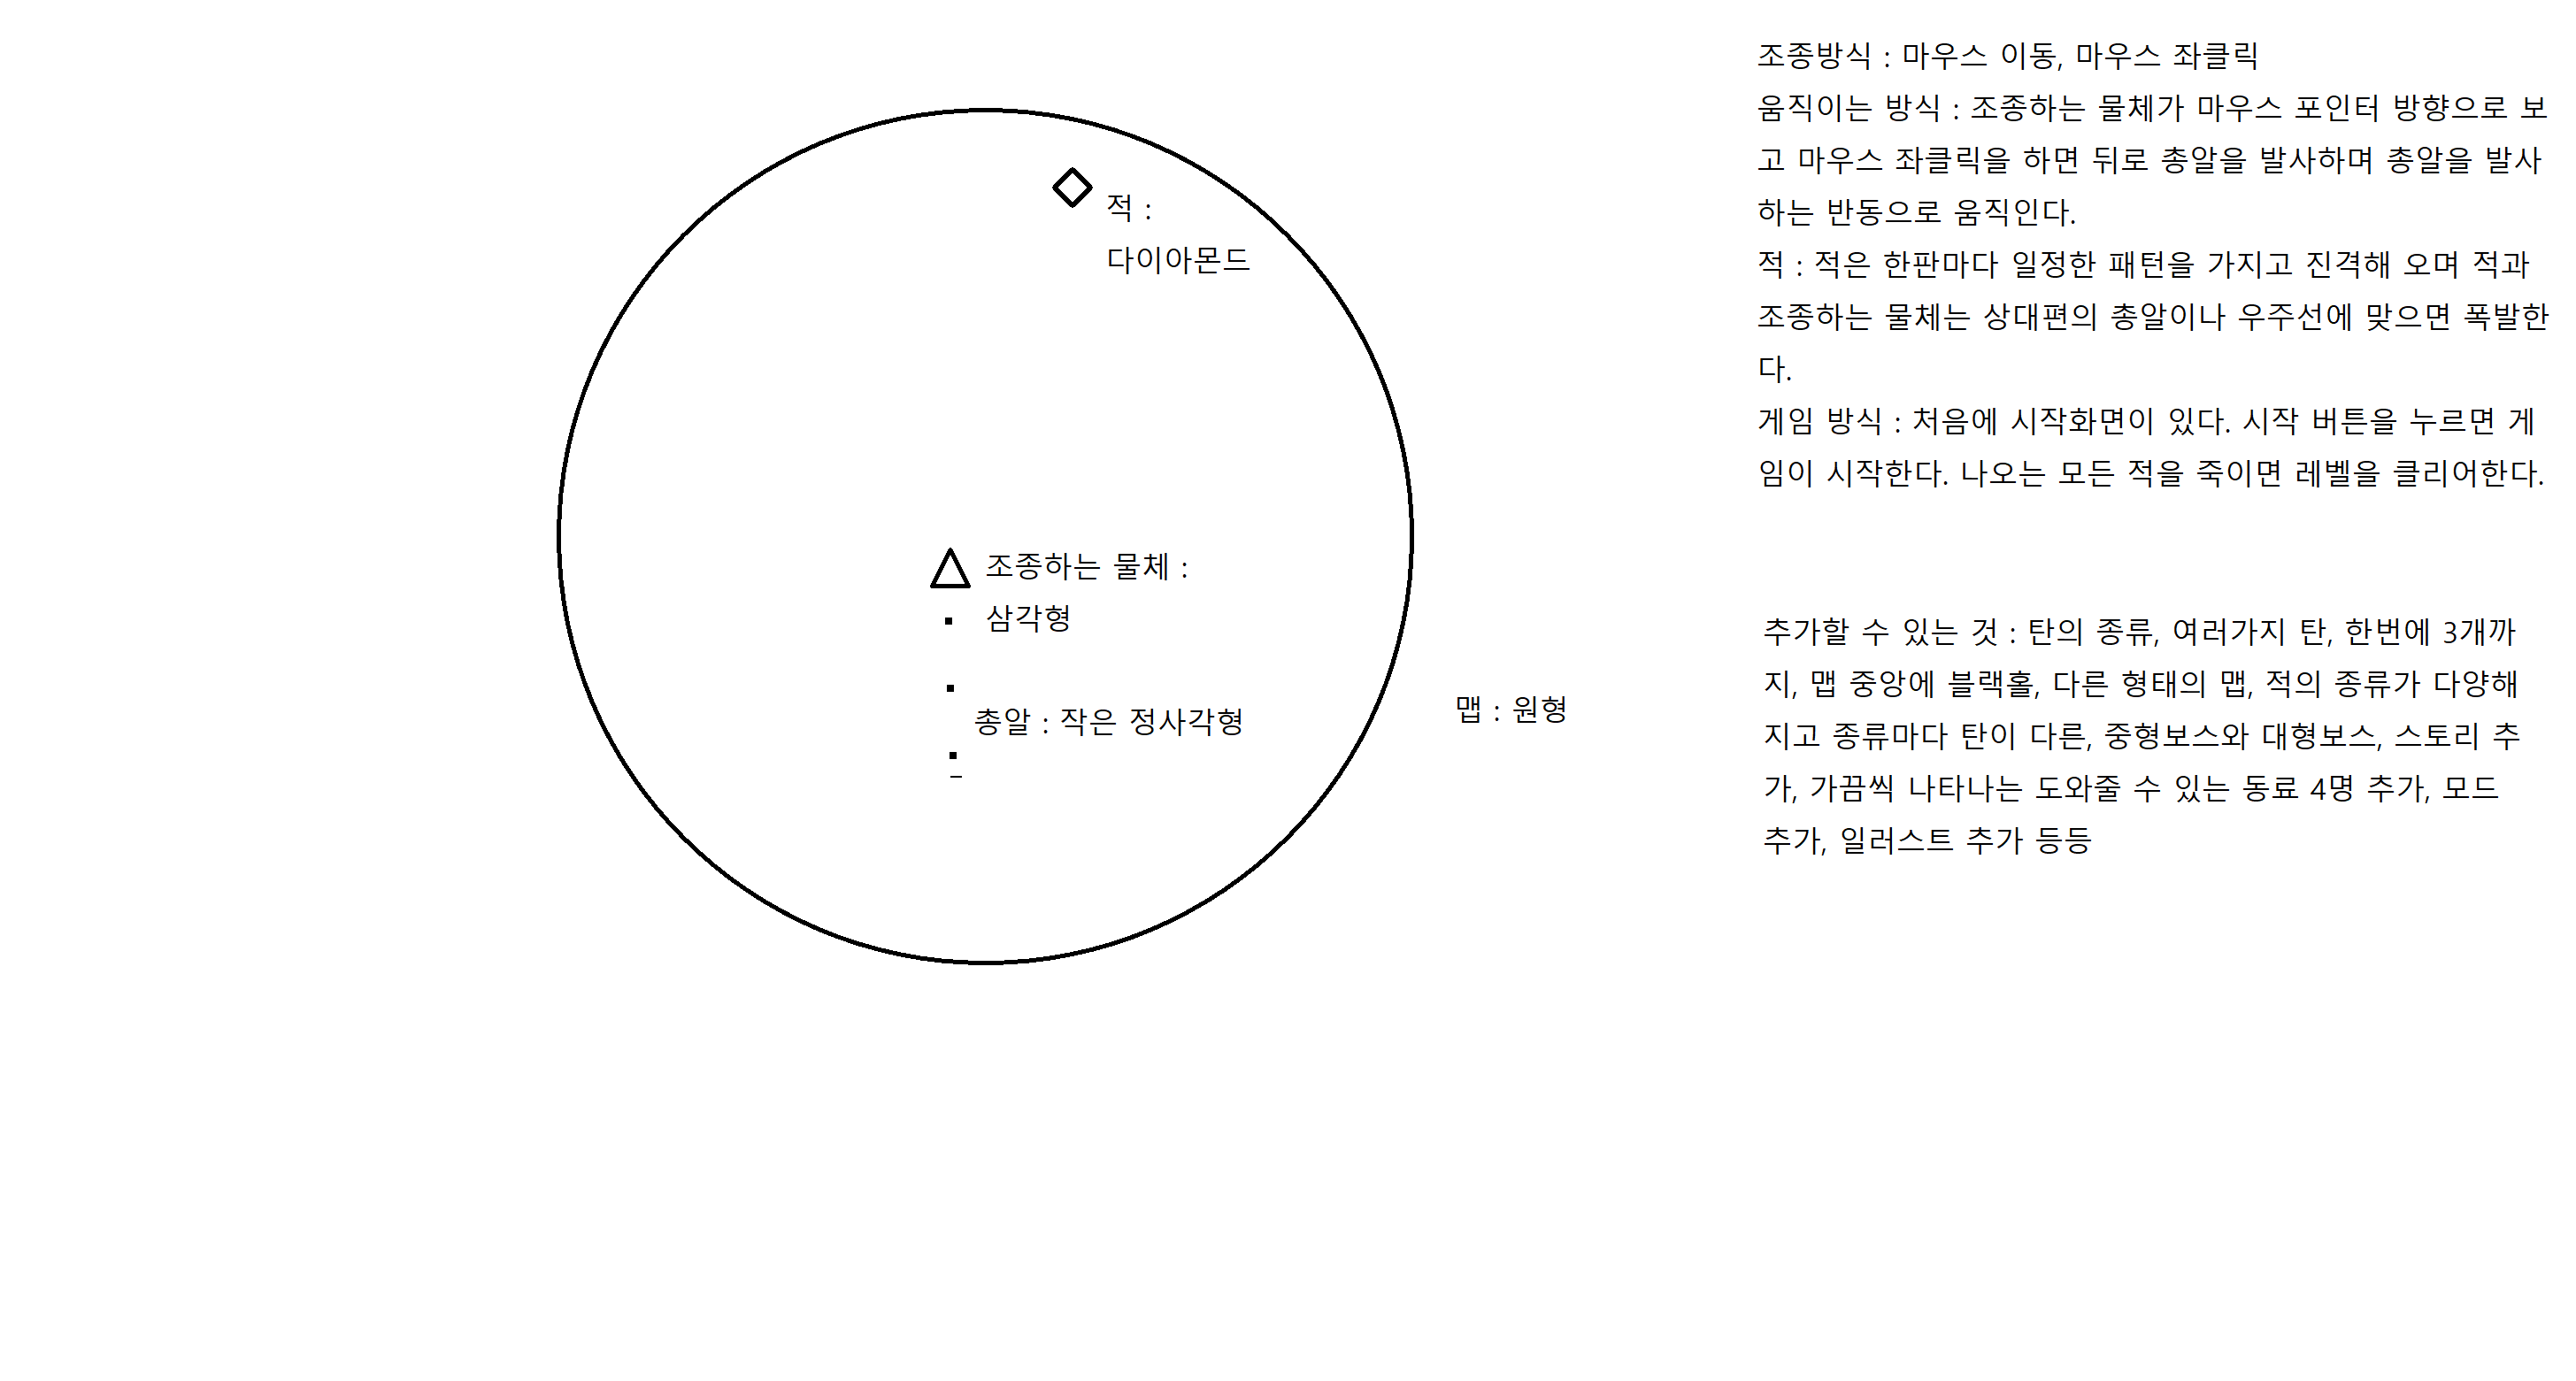 조종방식 : 마우스 이동, 마우스 좌클릭
움직이는 방식 : 조종하는 물체가 마우스 포인터 방향으로 보
고 마우스 좌클릭을 하면 뒤로 총알을 발사하며 총알을 발사
하는 반동으로 움직인다.
적 : 적은 한판마다 일정한 패턴을 가지고 진격해 오며 적과
조종하는 물체는 상대편의 총알이나 우주선에 맞으면 폭발한
다.
게임 방식 : 처음에 시작화면이 있다. 시작 버튼을 누르면 게
임이 시작한다. 나오는 모든 적을 죽이면 레벨을 클리어한다.
적 :
다이아몬드
조종하는 물체 :
삼각형
총알 : 작은 정사각형
맵 : 원형
추가할 수 있는 것 : 탄의 종류, 여러가지 탄, 한번에 3개까
지, 맵 중앙에 블랙홀, 다른 형태의 맵, 적의 종류가 다양해
지고 종류마다 탄이 다른, 중형보스와 대형보스, 스토리 추
가, 가끔씩 나타나는 도와줄 수 있는 동료 4명 추가, 모드
추가, 일러스트 추가 등등